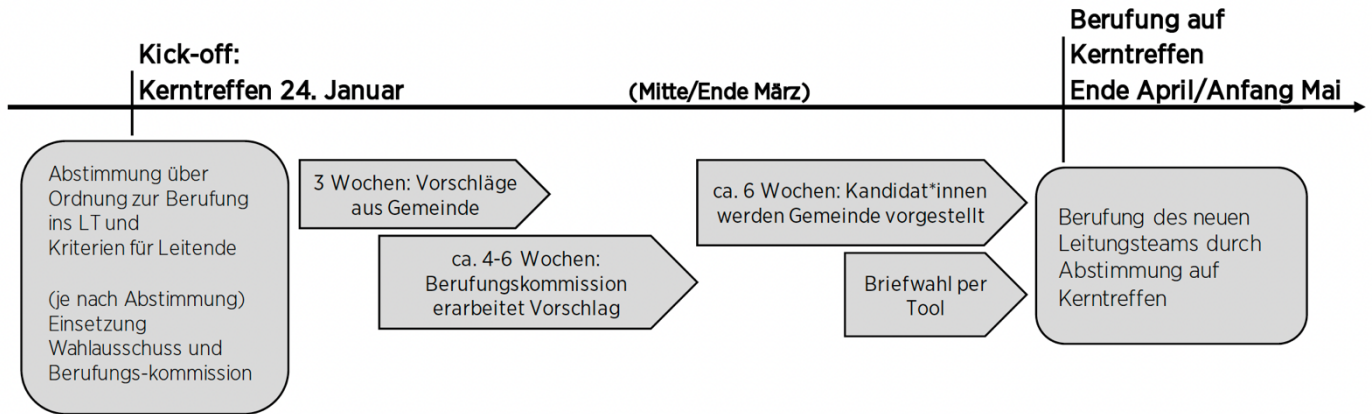 Kick-off:
Kerntreffen 24. Januar
(Mitte/Ende März)
Berufung auf
Kerntreffen
Ende April/Anfang Mai
Abstimmung über
Ordnung zur Berufung
ins LT und
Kriterien für Leitende
(je nach Abstimmung)
Einsetzung
Wahlausschuss und
Berufungs-kommission
3 Wochen: Vorschläge
aus Gemeinde
ca. 4-6 Wochen:
Berufungskommission
erarbeitet Vorschlag
ca. 6 Wochen: Kandidat*innen
werden Gemeinde vorgestellt
Briefwahl per
Tool
Berufung des neuen
Leitungsteams durch
Abstimmung auf
Kerntreffen